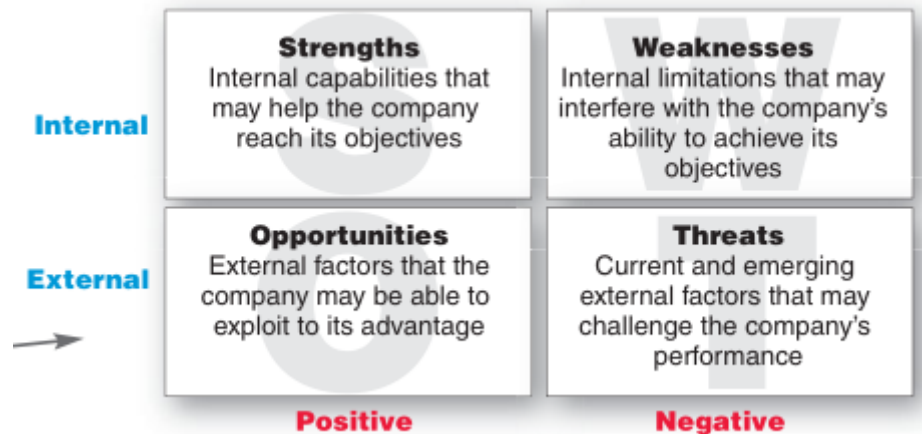 Strengths
Internal capabilities that
may help the company
reach its objectives
Weaknesses
Internal limitations that may
interfere with the company's
ability to achieve its
objectives
Internal
Opportunities
External factors that the
company may be able to
exploit to its advantage
Threats
Current and emerging
external factors that may
challenge the company's
performance
External
Positive
Negative
S
W
O
T